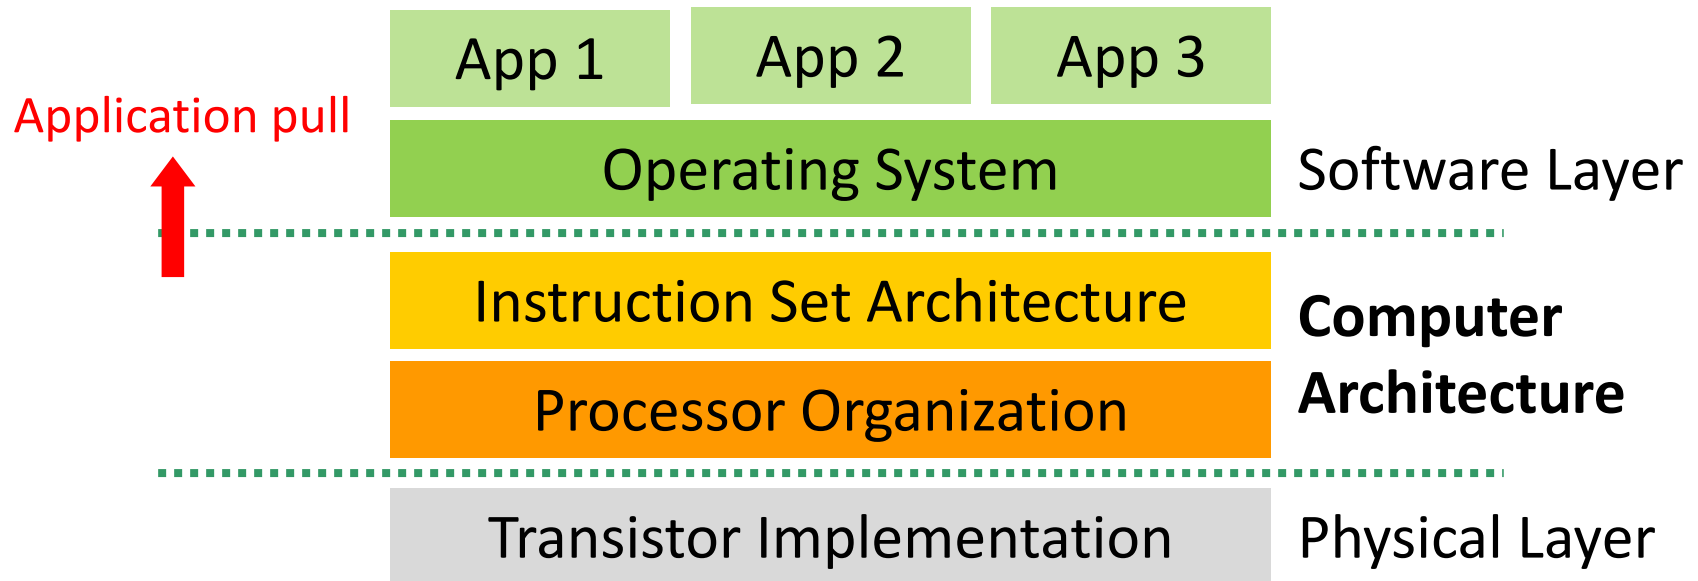 App 1
App 2
App 3
Application pull
Operating System
Software Layer
Instruction Set Architecture
Computer
Architecture
Processor Organization
Transistor Implementation
Physical Layer